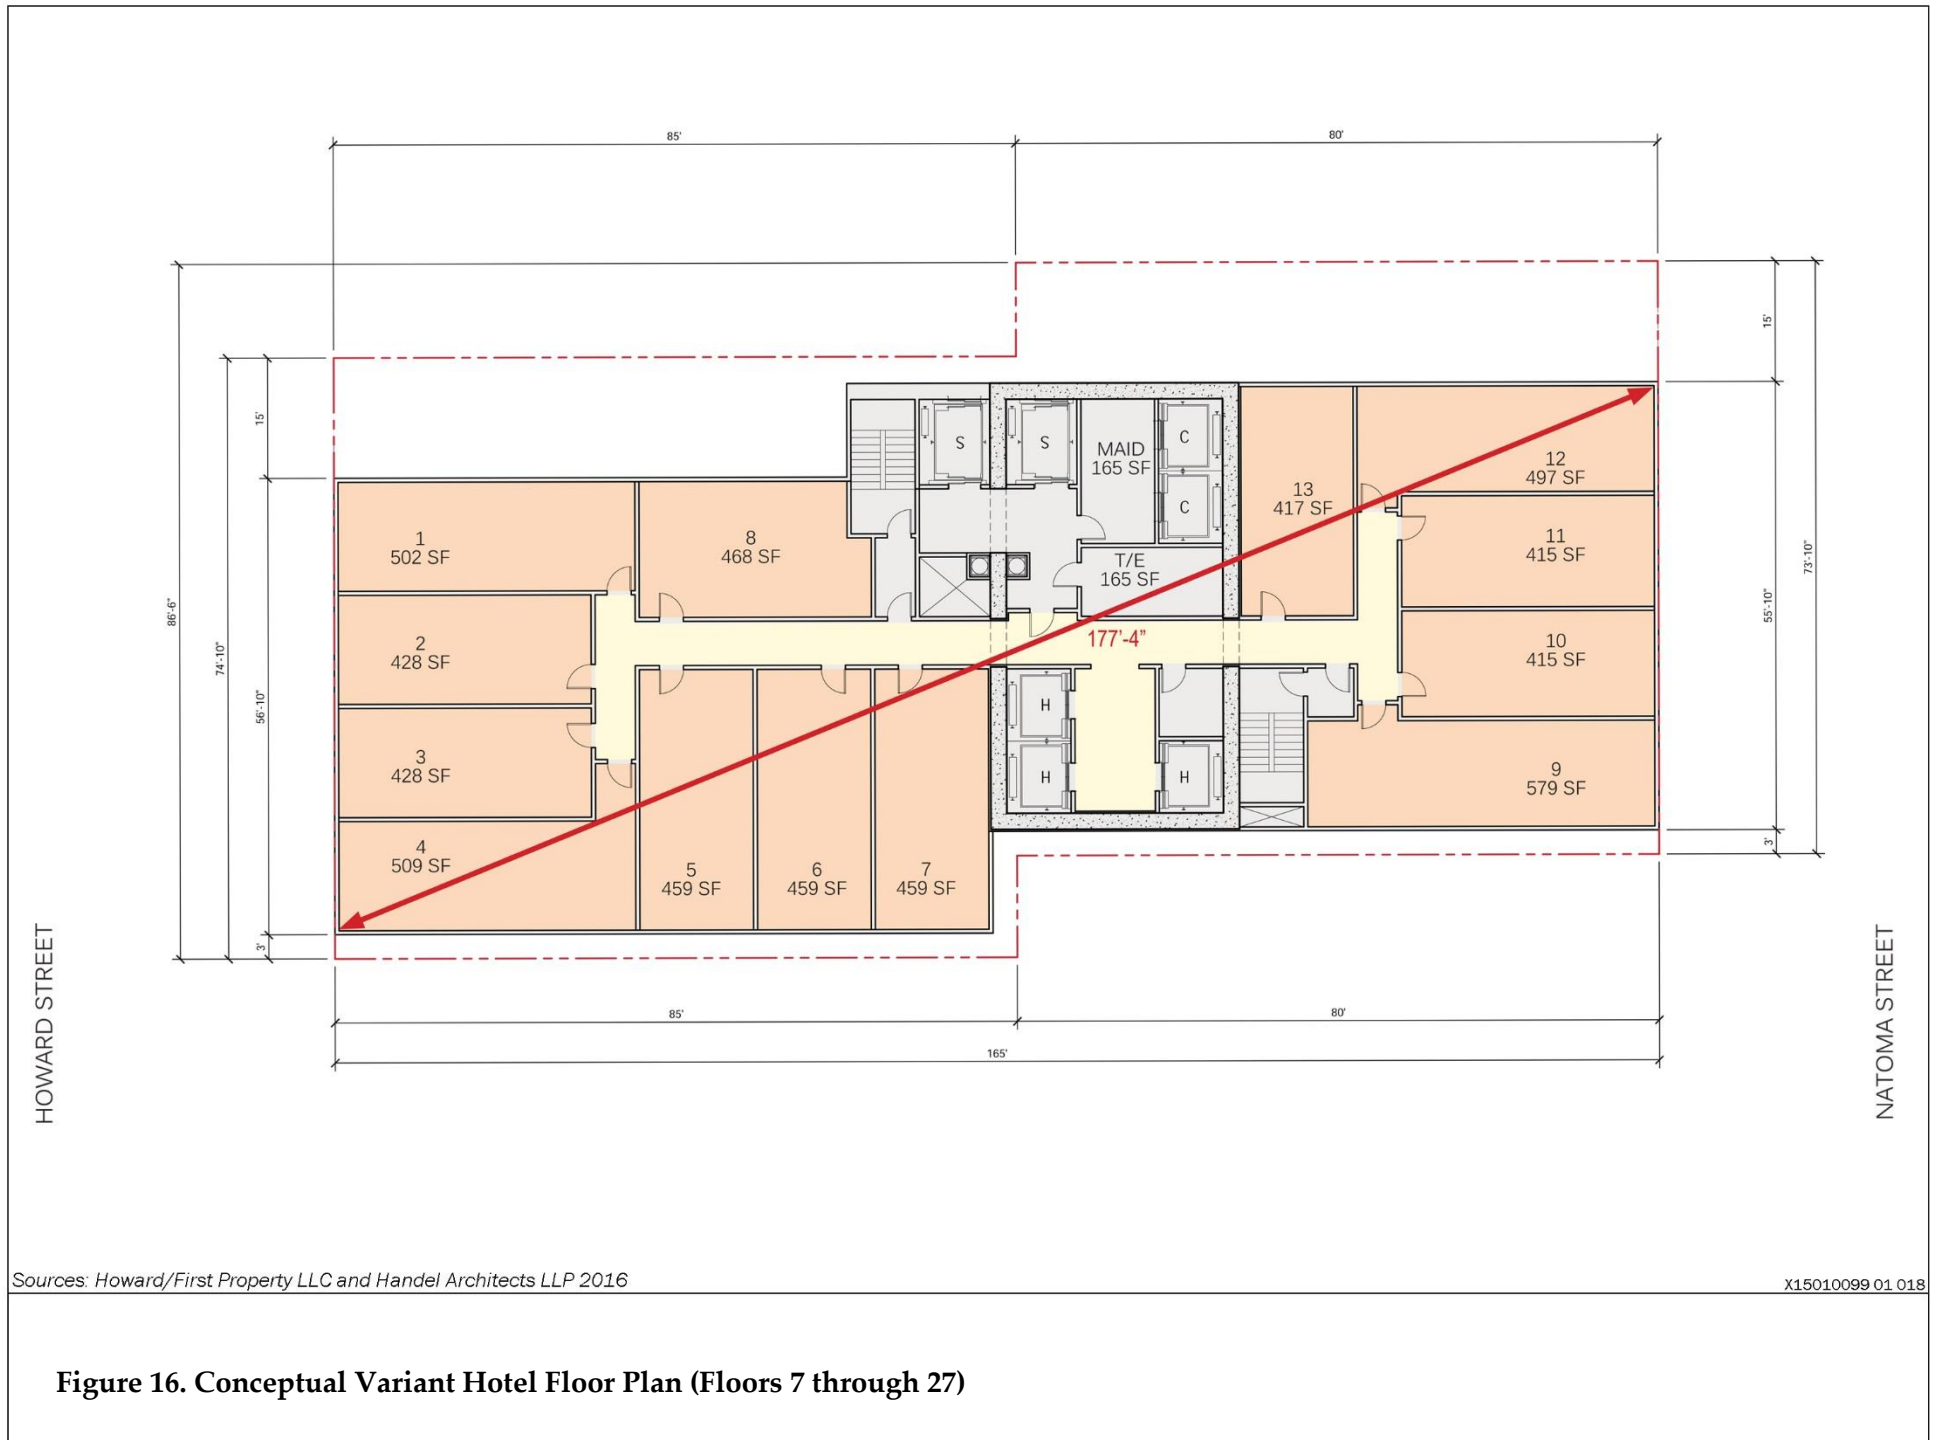 85'
80'
15'
86'-6"
74'-10"
15'
56'-10"
3'
1
502 SF
2
428 SF
3
428 SF
4
509 SF
8
468 SF
5
459 SF
6
459 SF
7
459 SF
S
S
MAID
165 SF
C
C
T/E
165 SF
177'-4"
H
H
H
13
417 SF
12
497 SF
11
415 SF
10
415 SF
9
579 SF
73'-10"
55'-10"
3'
HOWARD STREET
NATOMA STREET
85'
80'
165'
Sources: Howard/First Property LLC and Handel Architects LLP 2016
X15010099 01 018
Figure 16. Conceptual Variant Hotel Floor Plan (Floors 7 through 27)